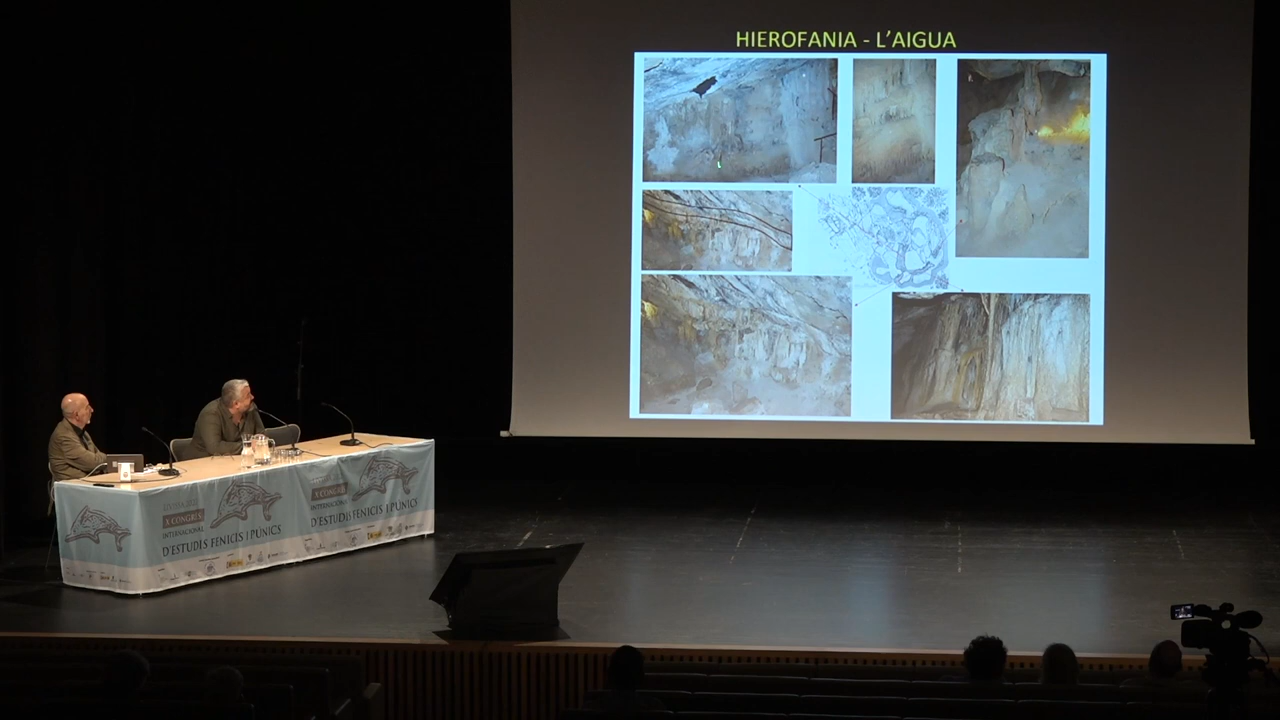 HIEROFANIA - L'AIGUA
X CONGRÉS
INTERNACIONAL
D'ESTUDIS FENICIS I PÚNICS
X CONGRÉS
INTERNACIONAL
D'ESTUDIS FENICIS I PÚNICS